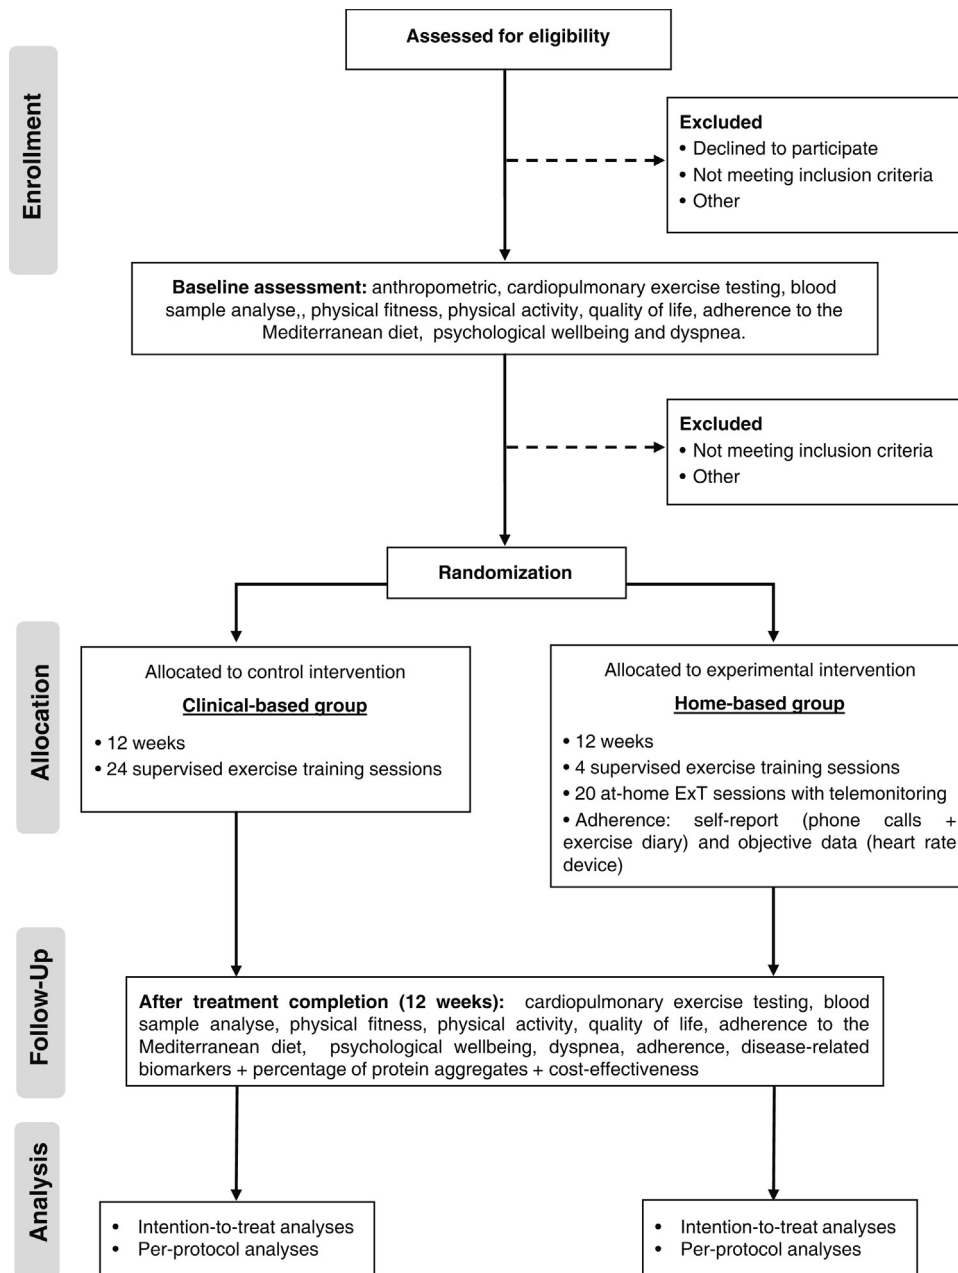 Enrollment
Assessed for eligibility
Excluded
• Declined to participate
• Not meeting inclusion criteria
• Other
Baseline assessment: anthropometric, cardiopulmonary exercise testing, blood
sample analyse,, physical fitness, physical activity, quality of life, adherence to the
Mediterranean diet, psychological wellbeing and dyspnea.
Excluded
• Not meeting inclusion criteria
• Other
Randomization
Allocation
Allocated to control intervention
Clinical-based group
• 12 weeks
• 24 supervised exercise training sessions
Allocated to experimental intervention
Home-based group
• 12 weeks
• 4 supervised exercise training sessions
• 20 at-home ExT sessions with telemonitoring
• Adherence: self-report (phone calls +
exercise diary) and objective data (heart rate
device)
Follow-Up
After treatment completion (12 weeks): cardiopulmonary exercise testing, blood
sample analyse, physical fitness, physical activity, quality of life, adherence to the
Mediterranean diet, psychological wellbeing, dyspnea, adherence, disease-related
biomarkers + percentage of protein aggregates + cost-effectiveness
Analysis
• Intention-to-treat analyses
• Per-protocol analyses
• Intention-to-treat analyses
• Per-protocol analyses